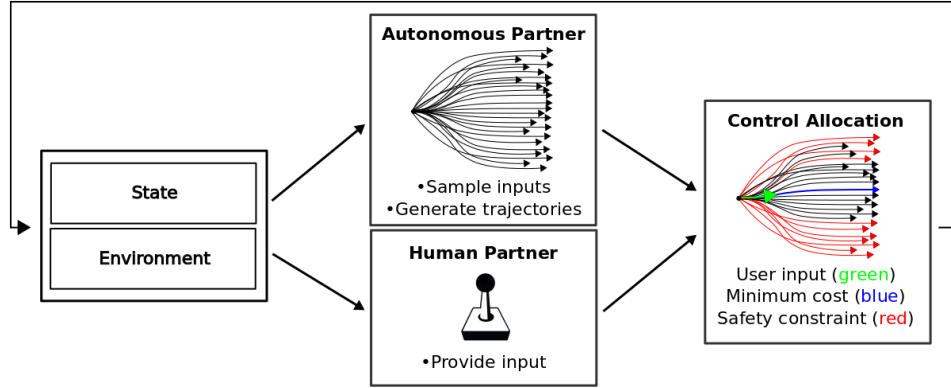 State
Environment
Autonomous Partner
•Sample inputs
•Generate trajectories
Human Partner
•Provide input
Control Allocation
User input (green)
Minimum cost (blue)
Safety constraint (red)